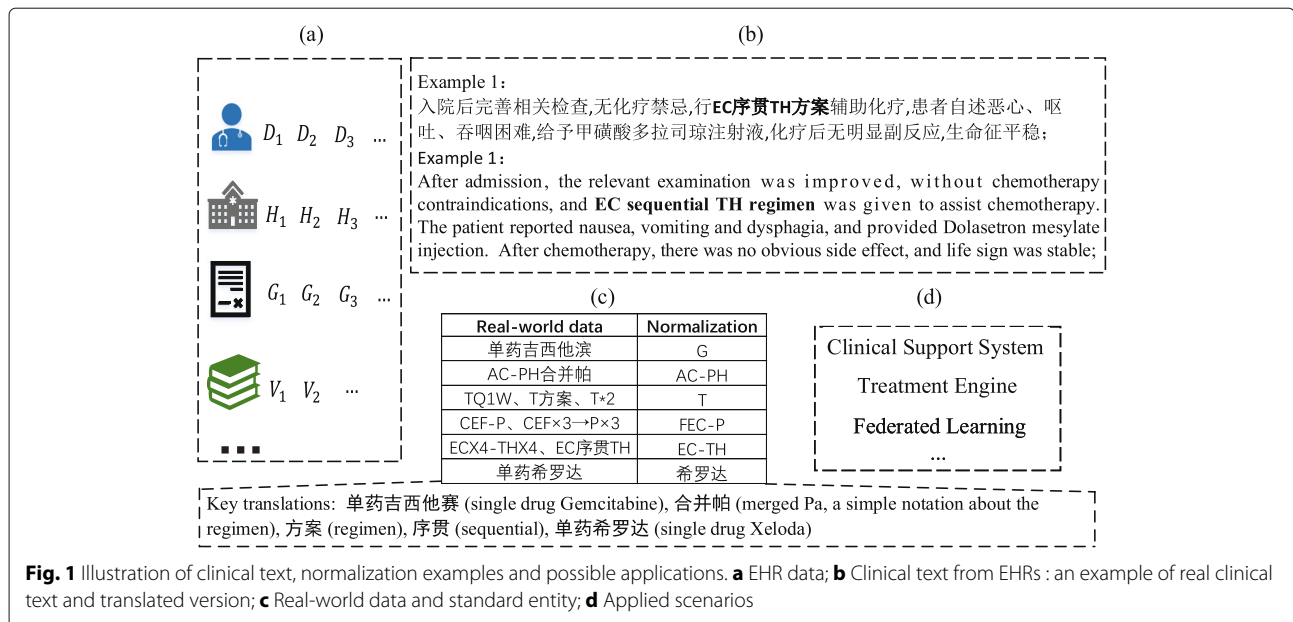 (a)
D1 D2 D3 ...
H1 H2 H3 ...
G1 G2 G3 ...
V1 V2 ...
...
(b)
Example 1：
入院后完善相关检查,无化疗禁忌,行EC序贯TH方案辅助化疗,患者自述恶心、呕
吐、吞咽困难,给予甲磺酸多拉司琼注射液,化疗后无明显副反应,生命征平稳；
Example 1：
After admission, the relevant examination was improved, without chemotherapy
contraindications, and EC sequential TH regimen was given to assist chemotherapy.
The patient reported nausea, vomiting and dysphagia, and provided Dolasetron mesylate
injection. After chemotherapy, there was no obvious side effect, and life sign was stable;
(c)
Real-world data Normalization
单药吉西他滨 G
AC-PH合并帕 AC-PH
TQ1W、T方案、T*2 T
CEF-P、CEF×3→P×3 FEC-P
ECX4-THX4、EC序贯TH EC-TH
单药希罗达 希罗达
(d)
Clinical Support System
Treatment Engine
Federated Learning
...
Key translations: 单药吉西他赛 (single drug Gemcitabine), 合并帕 (merged Pa, a simple notation about the
regimen), 方案 (regimen), 序贯 (sequential), 单药希罗达 (single drug Xeloda)
Fig. 1 Illustration of clinical text, normalization examples and possible applications. a EHR data; b Clinical text from EHRs : an example of real clinical
text and translated version; c Real-world data and standard entity; d Applied scenarios